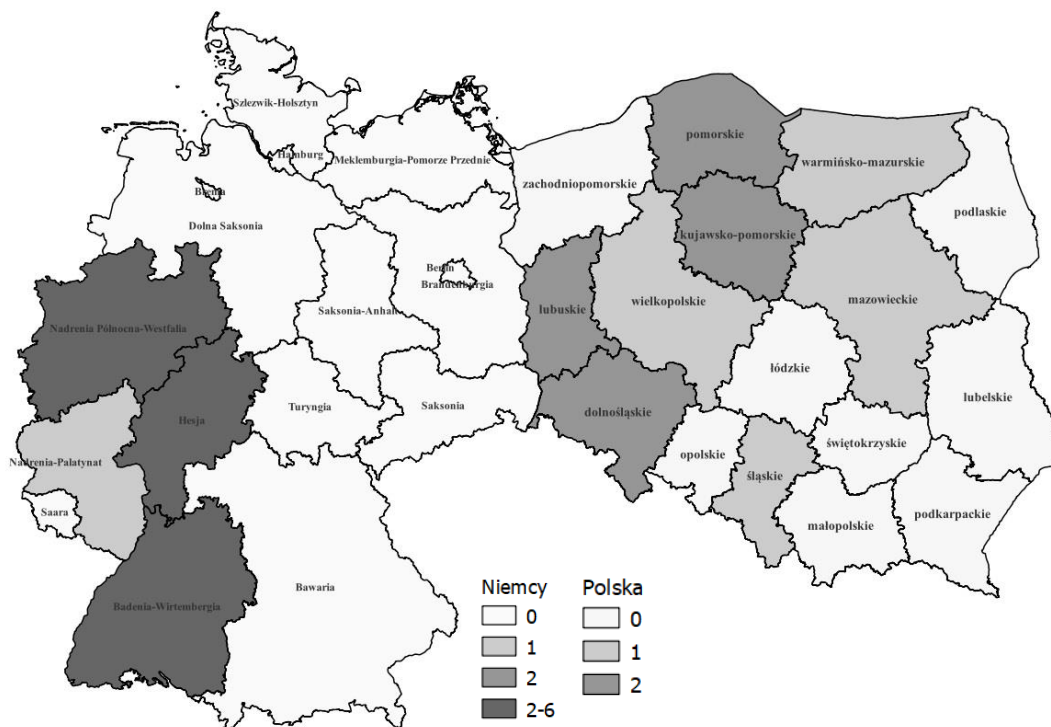 Szlezwik-Holsztyn
Hamburg
Meklemburgia-Pomorze Przednie
Brema
Dolna Saksonia
Berlin
Brandenburgia
Nadrenia Północna-Westfalia
Saksonia-Anhalt
Hesja
Turyngia
Saksonia
Nadrenia-Palatynat
Saara
Badenia-Wirtembergia
Bawaria
pomorskie
warmińsko-mazurskie
zachodniopomorskie
podlaskie
kujawsko-pomorskie
lubuskie
wielkopolskie
mazowieckie
łódzkie
lubelskie
dolnośląskie
opolskie
śląskie
świętokrzyskie
małopolskie
podkarpackie
Niemcy
0
1
2
2-6
Polska
0
1
2